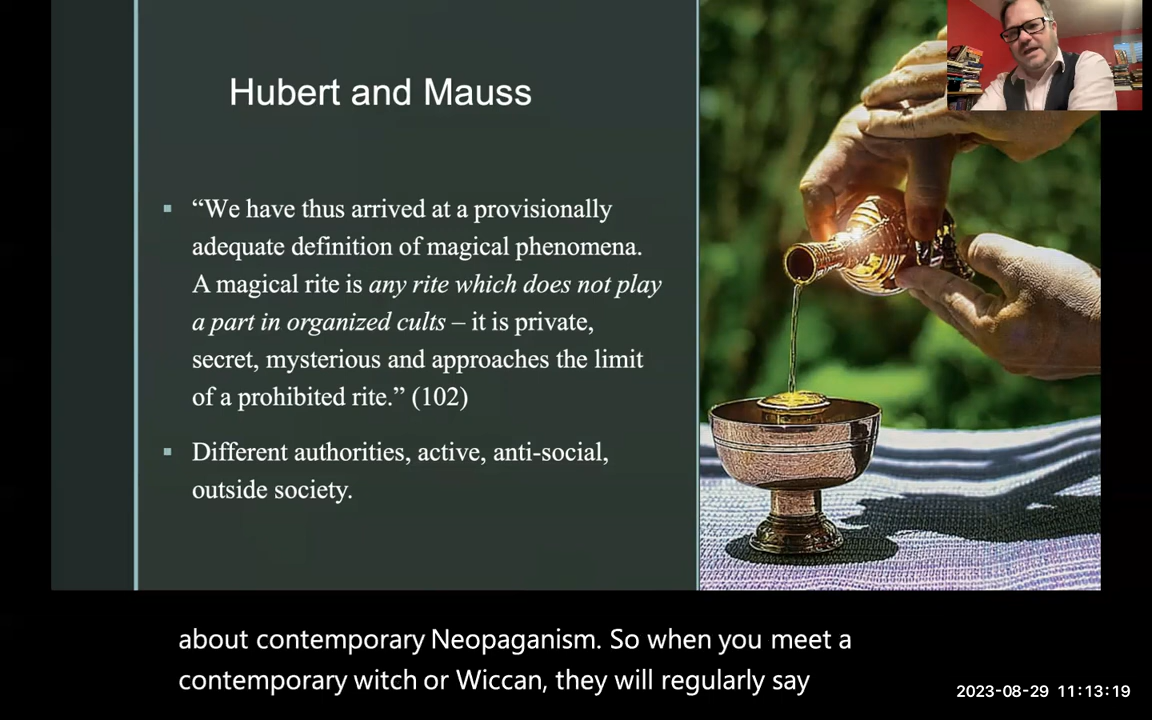 Hubert and Mauss
▪ “We have thus arrived at a provisionally
adequate definition of magical phenomena.
A magical rite is any rite which does not play
a part in organized cults – it is private,
secret, mysterious and approaches the limit
of a prohibited rite.” (102)
▪ Different authorities, active, anti-social,
outside society.
about contemporary Neopaganism. So when you meet a
contemporary witch or Wiccan, they will regularly say
2023-08-29 11:13:19